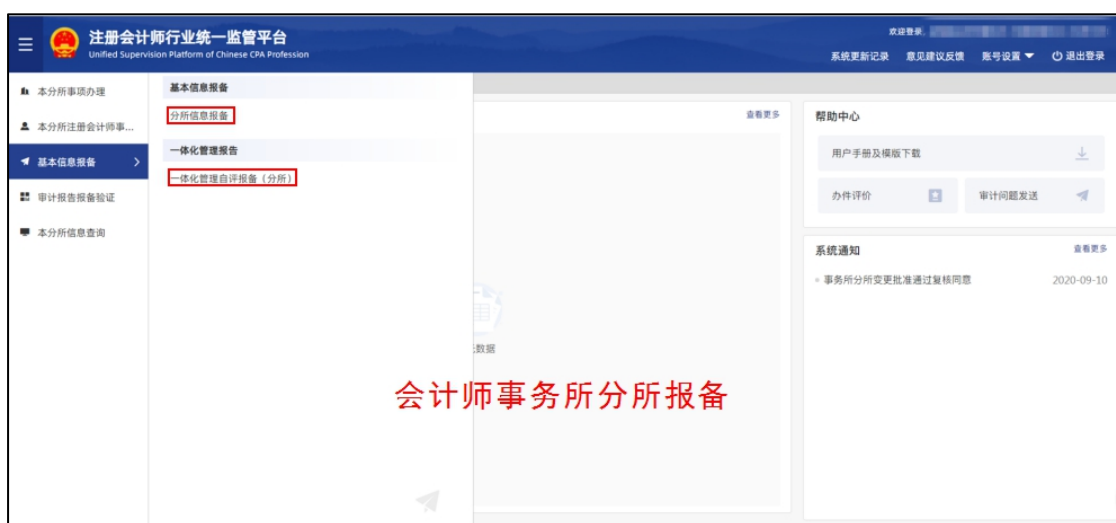 注册会计师行业统一监管平台
Unified Supervision Platform of Chinese CPA Profession
欢迎登录,
系统更新记录 意见建议反馈 账号设置 退出登录
本分所事项办理
本分所注册会计师事...
基本信息报备
审计报告报备验证
本分所信息查询
基本信息报备
分所信息报备
一体化管理报告
一体化管理自评报备（分所）
查看更多
数据
会计师事务所分所报备
帮助中心
用户手册及模版下载
办件评价
审计问题发送
系统通知
查看更多
事务所分所变更批准通过复核同意 2020-09-10